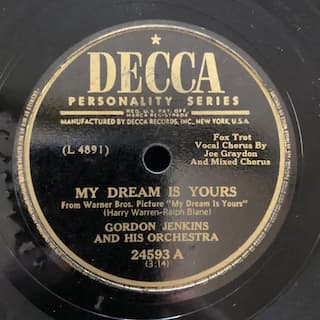 DECCA
PERSONALITY SERIES
REG. U.S. PAT. OFF.
MARCA REGISTRADA
MANUFACTURED BY DECCA RECORDS, INC., NEW YORK, U.S.A.
Fox Trot
Vocal Chorus By
Joe Graydon
And Mixed Chorus
(L 4891)
MY DREAM IS YOURS
From Warner Bros. Picture "My Dream Is Yours"
(Harry Warren-Ralph Blane)
GORDON JENKINS
AND HIS ORCHESTRA
24593 A
(3:14)